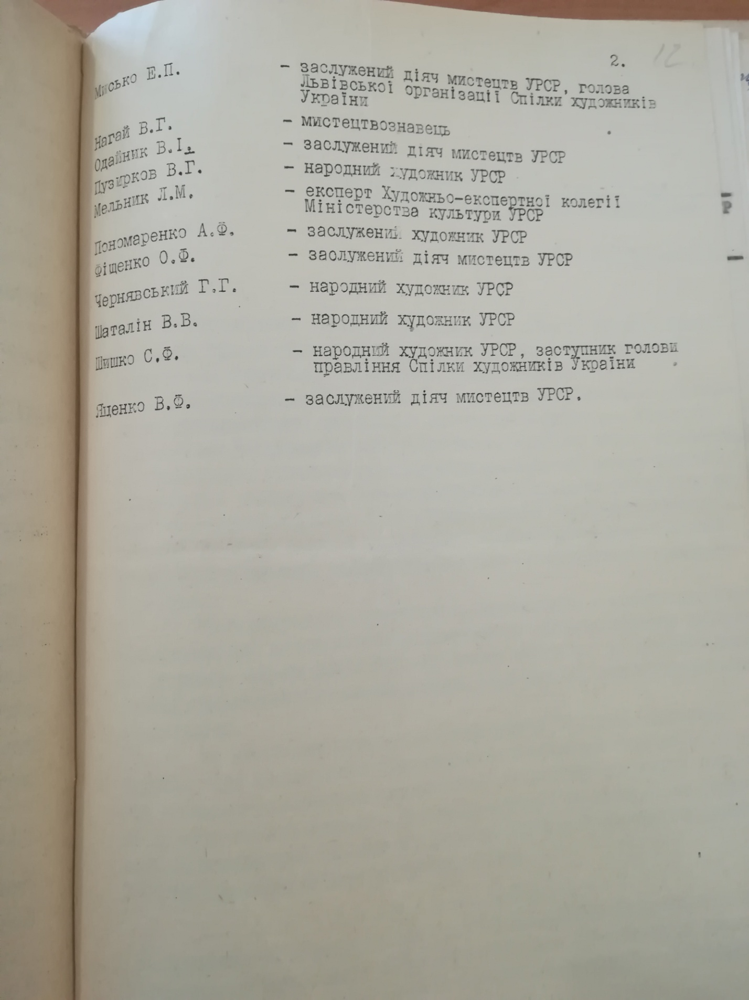 2. 12
Мисько Е.П. – заслужений діяч мистецтв УРСР, голова
Львівської організації Спілки художників
України
Нагай В.Г. – мистецтвознавець
Одайник В.І. – заслужений діяч мистецтв УРСР
Пузирков В.Г. – народний художник УРСР
Мельник Л.М. – експерт Художньо-експертної колегії
Міністерства культури УРСР
Пономаренко А.Ф. – заслужений художник УРСР
Фіщенко О.Ф. – заолужений діяч мистецтв УРСР
Чернявський Г.Г. – народний художник УРСР
Шаталін В.В. – народний художник УРСР
Шишко С.Ф. – народний художник УРСР, заступник голови
правління Спілки художників України
Яценко В.Ф. – заслужений діяч мистецтв УРСР.